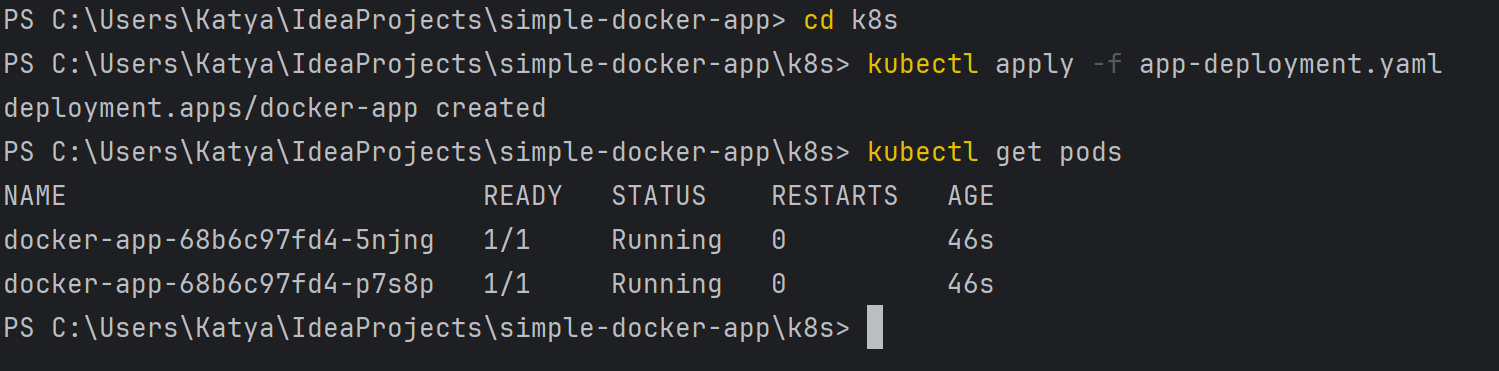 PS C:\Users\Katya\IdeaProjects\simple-docker-app> cd k8s
PS C:\Users\Katya\IdeaProjects\simple-docker-app\k8s> kubectl apply -f app-deployment.yaml
deployment.apps/docker-app created
PS C:\Users\Katya\IdeaProjects\simple-docker-app\k8s> kubectl get pods
NAME                          READY   STATUS    RESTARTS   AGE
docker-app-68b6c97fd4-5njng   1/1     Running   0          46s
docker-app-68b6c97fd4-p7s8p   1/1     Running   0          46s
PS C:\Users\Katya\IdeaProjects\simple-docker-app\k8s>